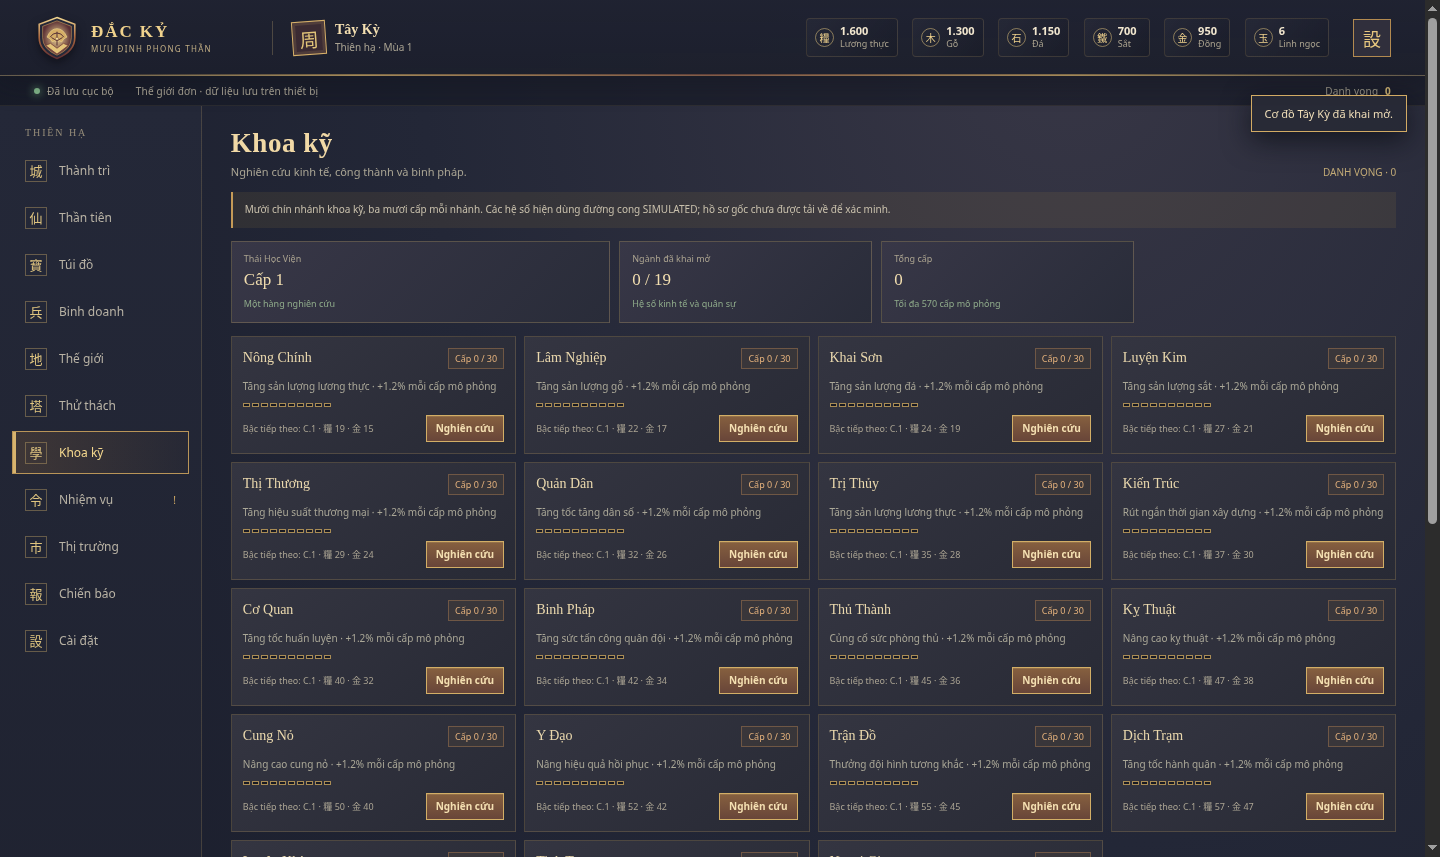 ĐẮC KỶ
MƯU ĐỊNH PHONG THẦN
周
Tây Kỳ
Thiên hạ · Mùa 1
糧 1.600 Lương thực
木 1.300 Gỗ
石 1.150 Đá
鐵 700 Sắt
金 950 Đồng
玉 6 Linh ngọc
設
Đã lưu cục bộ
Thế giới đơn · dữ liệu lưu trên thiết bị
Danh vọng 0
Cơ đồ Tây Kỳ đã khai mở.
THIÊN HẠ
城 Thành trì
仙 Thần tiên
寶 Túi đồ
兵 Binh doanh
地 Thế giới
塔 Thử thách
學 Khoa kỹ
令 Nhiệm vụ !
市 Thị trường
報 Chiến báo
設 Cài đặt
Khoa kỹ
Nghiên cứu kinh tế, công thành và binh pháp.
DANH VỌNG · 0
Mười chín nhánh khoa kỹ, ba mươi cấp mỗi nhánh. Các hệ số hiện dùng đường cong SIMULATED; hồ sơ gốc chưa được tải về để xác minh.
Thái Học Viện
Cấp 1
Một hàng nghiên cứu
Ngành đã khai mở
0 / 19
Hệ số kinh tế và quân sự
Tổng cấp
0
Tối đa 570 cấp mô phỏng
Nông Chính Cấp 0 / 30
Tăng sản lượng lương thực · +1.2% mỗi cấp mô phỏng
Bậc tiếp theo: C.1 · 糧 19 · 金 15 Nghiên cứu
Lâm Nghiệp Cấp 0 / 30
Tăng sản lượng gỗ · +1.2% mỗi cấp mô phỏng
Bậc tiếp theo: C.1 · 糧 22 · 金 17 Nghiên cứu
Khai Sơn Cấp 0 / 30
Tăng sản lượng đá · +1.2% mỗi cấp mô phỏng
Bậc tiếp theo: C.1 · 糧 24 · 金 19 Nghiên cứu
Luyện Kim Cấp 0 / 30
Tăng sản lượng sắt · +1.2% mỗi cấp mô phỏng
Bậc tiếp theo: C.1 · 糧 27 · 金 21 Nghiên cứu
Thị Thương Cấp 0 / 30
Tăng hiệu suất thương mại · +1.2% mỗi cấp mô phỏng
Bậc tiếp theo: C.1 · 糧 29 · 金 24 Nghiên cứu
Quản Dân Cấp 0 / 30
Tăng tốc tăng dân số · +1.2% mỗi cấp mô phỏng
Bậc tiếp theo: C.1 · 糧 32 · 金 26 Nghiên cứu
Trị Thủy Cấp 0 / 30
Tăng sản lượng lương thực · +1.2% mỗi cấp mô phỏng
Bậc tiếp theo: C.1 · 糧 35 · 金 28 Nghiên cứu
Kiến Trúc Cấp 0 / 30
Rút ngắn thời gian xây dựng · +1.2% mỗi cấp mô phỏng
Bậc tiếp theo: C.1 · 糧 37 · 金 30 Nghiên cứu
Cơ Quan Cấp 0 / 30
Tăng tốc huấn luyện · +1.2% mỗi cấp mô phỏng
Bậc tiếp theo: C.1 · 糧 40 · 金 32 Nghiên cứu
Binh Pháp Cấp 0 / 30
Tăng sức tấn công quân đội · +1.2% mỗi cấp mô phỏng
Bậc tiếp theo: C.1 · 糧 42 · 金 34 Nghiên cứu
Thủ Thành Cấp 0 / 30
Củng cố sức phòng thủ · +1.2% mỗi cấp mô phỏng
Bậc tiếp theo: C.1 · 糧 45 · 金 36 Nghiên cứu
Kỵ Thuật Cấp 0 / 30
Nâng cao kỵ thuật · +1.2% mỗi cấp mô phỏng
Bậc tiếp theo: C.1 · 糧 47 · 金 38 Nghiên cứu
Cung Nỏ Cấp 0 / 30
Nâng cao cung nỏ · +1.2% mỗi cấp mô phỏng
Bậc tiếp theo: C.1 · 糧 50 · 金 40 Nghiên cứu
Y Đạo Cấp 0 / 30
Nâng hiệu quả hồi phục · +1.2% mỗi cấp mô phỏng
Bậc tiếp theo: C.1 · 糧 52 · 金 42 Nghiên cứu
Trận Đồ Cấp 0 / 30
Thưởng đội hình tương khắc · +1.2% mỗi cấp mô phỏng
Bậc tiếp theo: C.1 · 糧 55 · 金 45 Nghiên cứu
Dịch Trạm Cấp 0 / 30
Tăng tốc hành quân · +1.2% mỗi cấp mô phỏng
Bậc tiếp theo: C.1 · 糧 57 · 金 47 Nghiên cứu